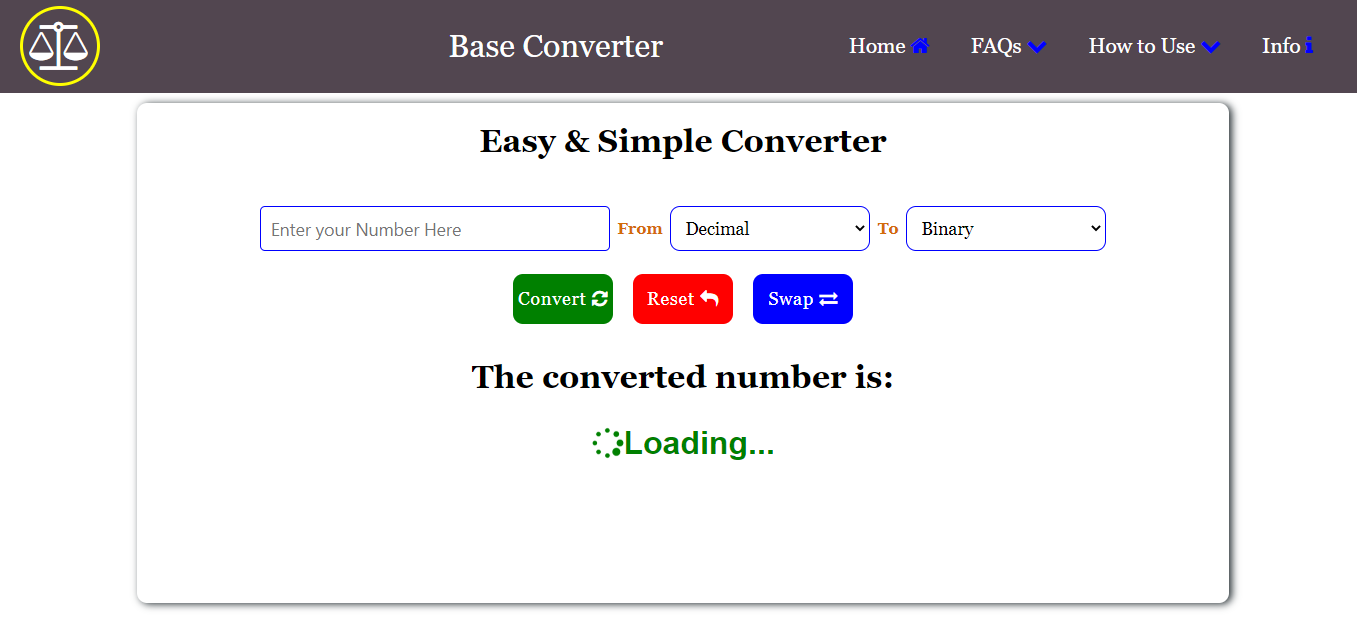 Base Converter
Home
FAQs
How to Use
Info
Easy & Simple Converter
Enter your Number Here From Decimal To Binary
Convert Reset Swap
The converted number is:
Loading...